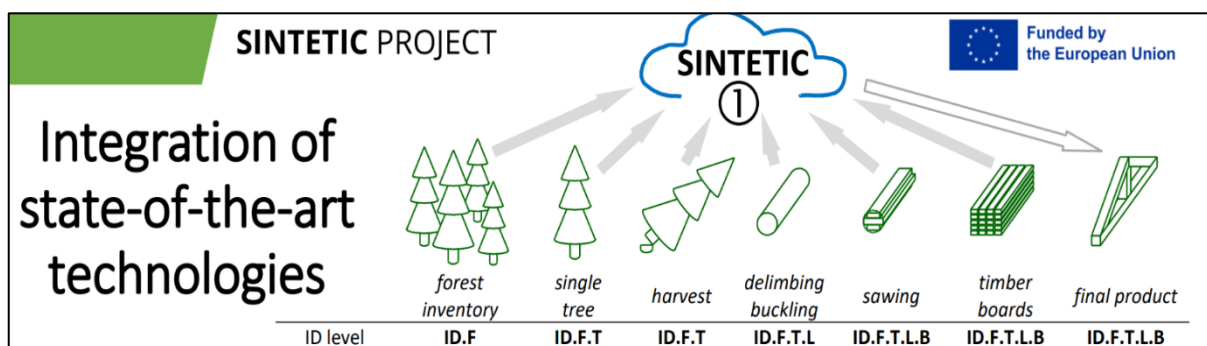 SINTETIC PROJECT
SINTETIC
①
Funded by
the European Union
Integration of
state-of-the-art
technologies
forest
inventory
single
tree
harvest
delimbing
buckling
sawing
timber
boards
final product
ID level ID.F ID.F.T ID.F.T ID.F.T.L ID.F.T.L.B ID.F.T.L.B ID.F.T.L.B